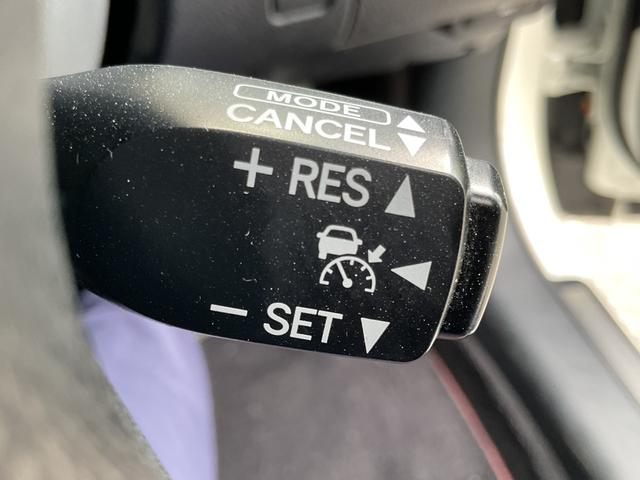 MODE
CANCEL
+ RES
− SET